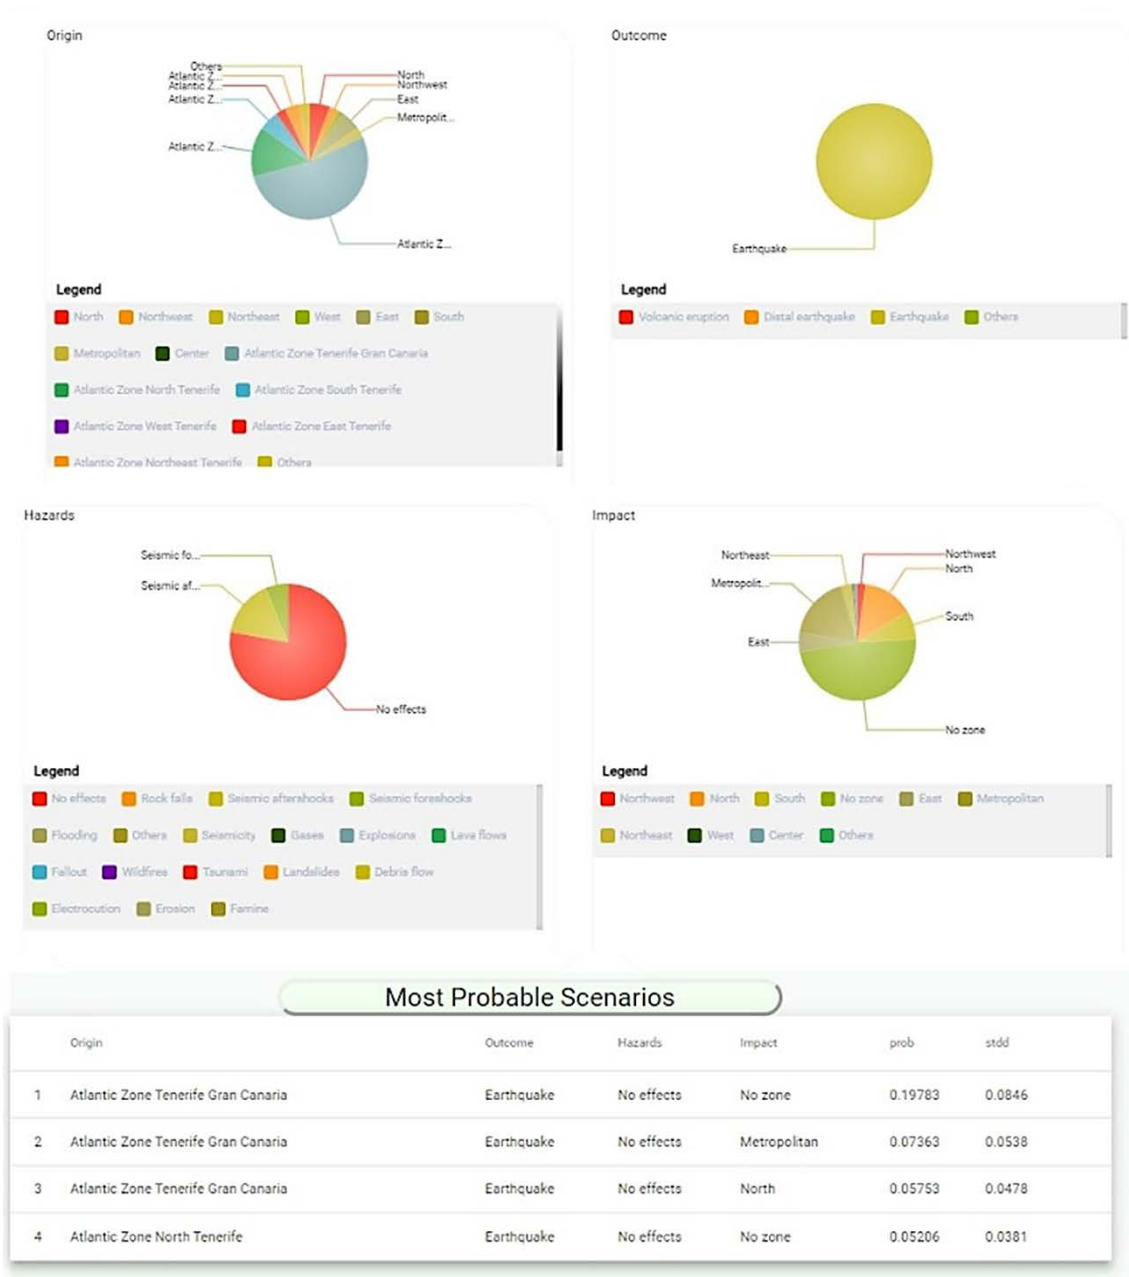 Origin
Others
Atlantic Z...
Atlantic Z...
Atlantic Z...
Atlantic Z...
North
Northwest
East
Metropolit...
Atlantic Z...
Legend
North Northwest Northeast West East South
Metropolitan Center Atlantic Zone Tenerife Gran Canaria
Atlantic Zone North Tenerife Atlantic Zone South Tenerife
Atlantic Zone West Tenerife Atlantic Zone East Tenerife
Atlantic Zone Northeast Tenerife Others
Outcome
Earthquake
Legend
Volcanic eruption Distal earthquake Earthquake Others
Hazards
Seismic fo...
Seismic af...
No effects
Legend
No effects Rock falls Seismic aftershocks Seismic foreshocks
Flooding Others Seismicity Gases Explosions Lava flows
Fallout Wildfires Tsunami Landslides Debris flow
Electrocution Erosion Famine
Impact
Northeast
Metropolit...
East
Northwest
North
South
No zone
Legend
Northwest North South No zone East Metropolitan
Northeast West Center Others
Most Probable Scenarios
Origin Outcome Hazards Impact prob stdd
1 Atlantic Zone Tenerife Gran Canaria Earthquake No effects No zone 0.19783 0.0846
2 Atlantic Zone Tenerife Gran Canaria Earthquake No effects Metropolitan 0.07363 0.0538
3 Atlantic Zone Tenerife Gran Canaria Earthquake No effects North 0.05753 0.0478
4 Atlantic Zone North Tenerife Earthquake No effects No zone 0.05206 0.0381